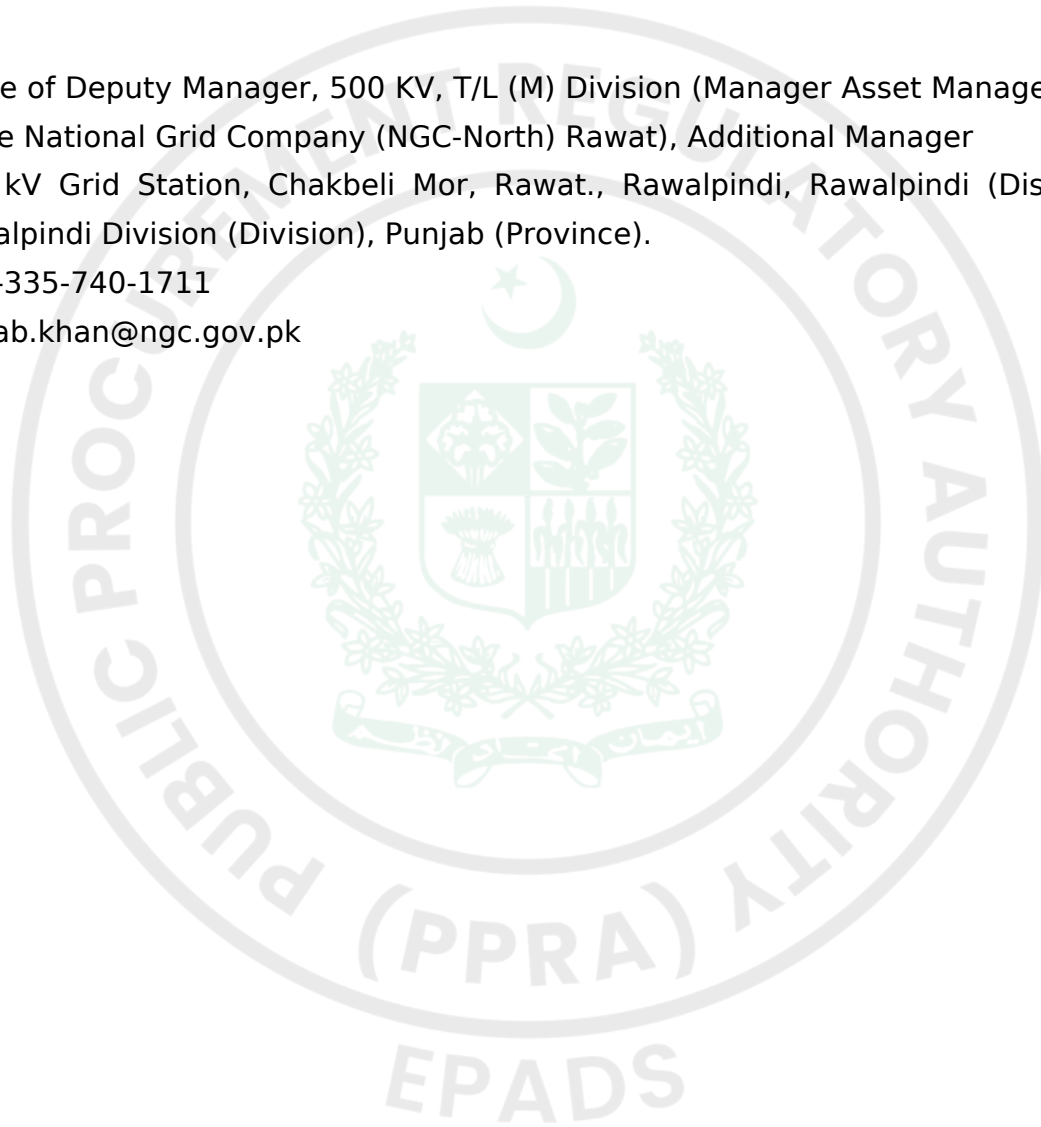 e of Deputy Manager, 500 KV, T/L (M) Division (Manager Asset Manage
e National Grid Company (NGC-North) Rawat), Additional Manager
kV Grid Station, Chakbeli Mor, Rawat., Rawalpindi, Rawalpindi (Dis
alpindi Division (Division), Punjab (Province).
-335-740-1711
ab.khan@ngc.gov.pk
PUBLIC PROCUREMENT REGULATORY AUTHORITY
(PPRA)
EPADS